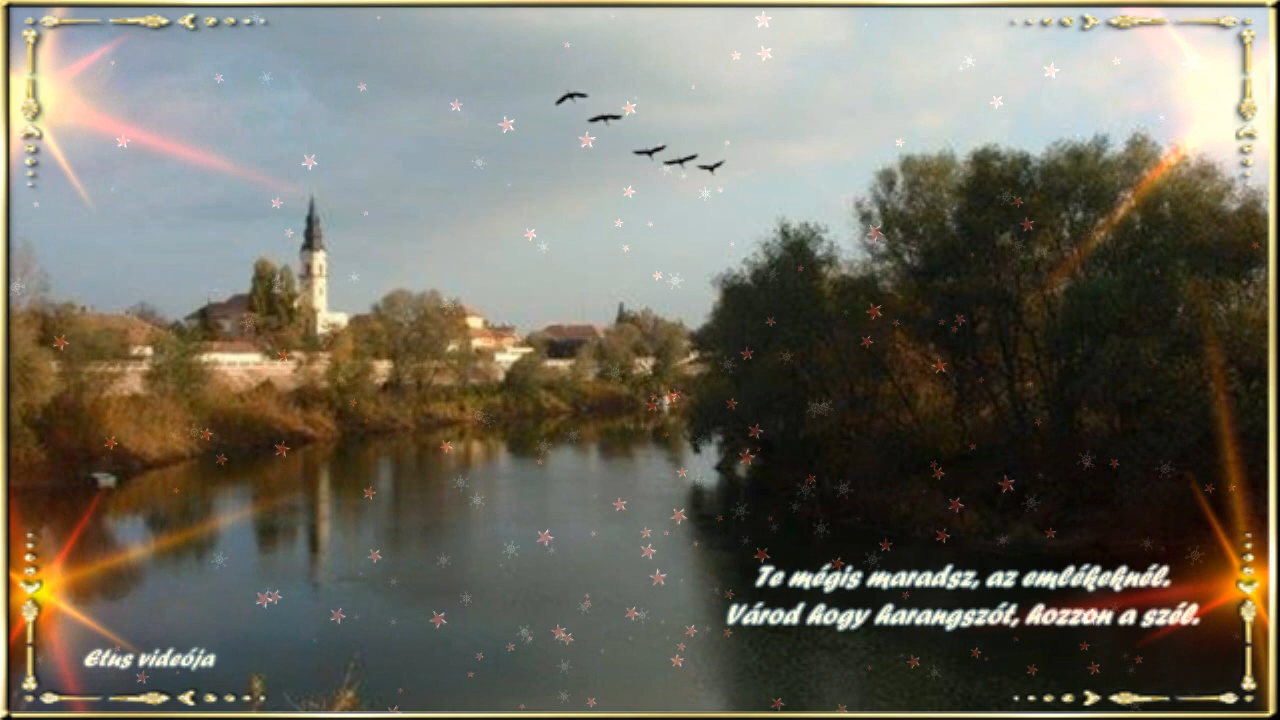 Te mégis maradsz, az emlékeknél.
Várod hogy harangszót, hozzon a szél.
Etus videója